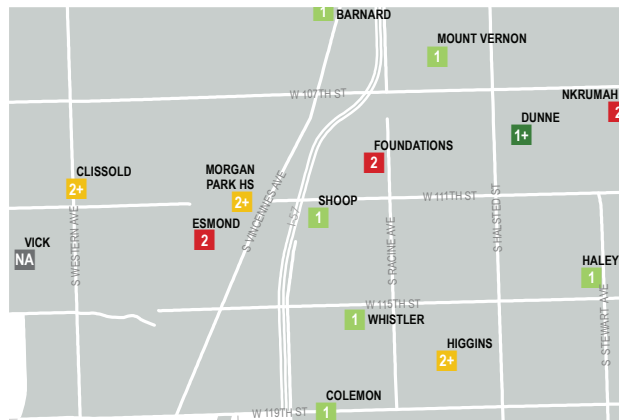 1
BARNARD
MOUNT VERNON
1
W 107TH ST
NKRUMAH
2
DUNNE
1+
FOUNDATIONS
2
CLISSOLD
2+
MORGAN
PARK HS
2+
S VINCENNES AVE
I-57
W 111TH ST
SHOOP
1
ESMOND
2
VICK
NA
S WESTERN AVE
S RACINE AVE
S HALSTED ST
HALEY
1
S STEWART AVE
W 115TH ST
1
WHISTLER
HIGGINS
2+
COLEMON
1
W 119TH ST